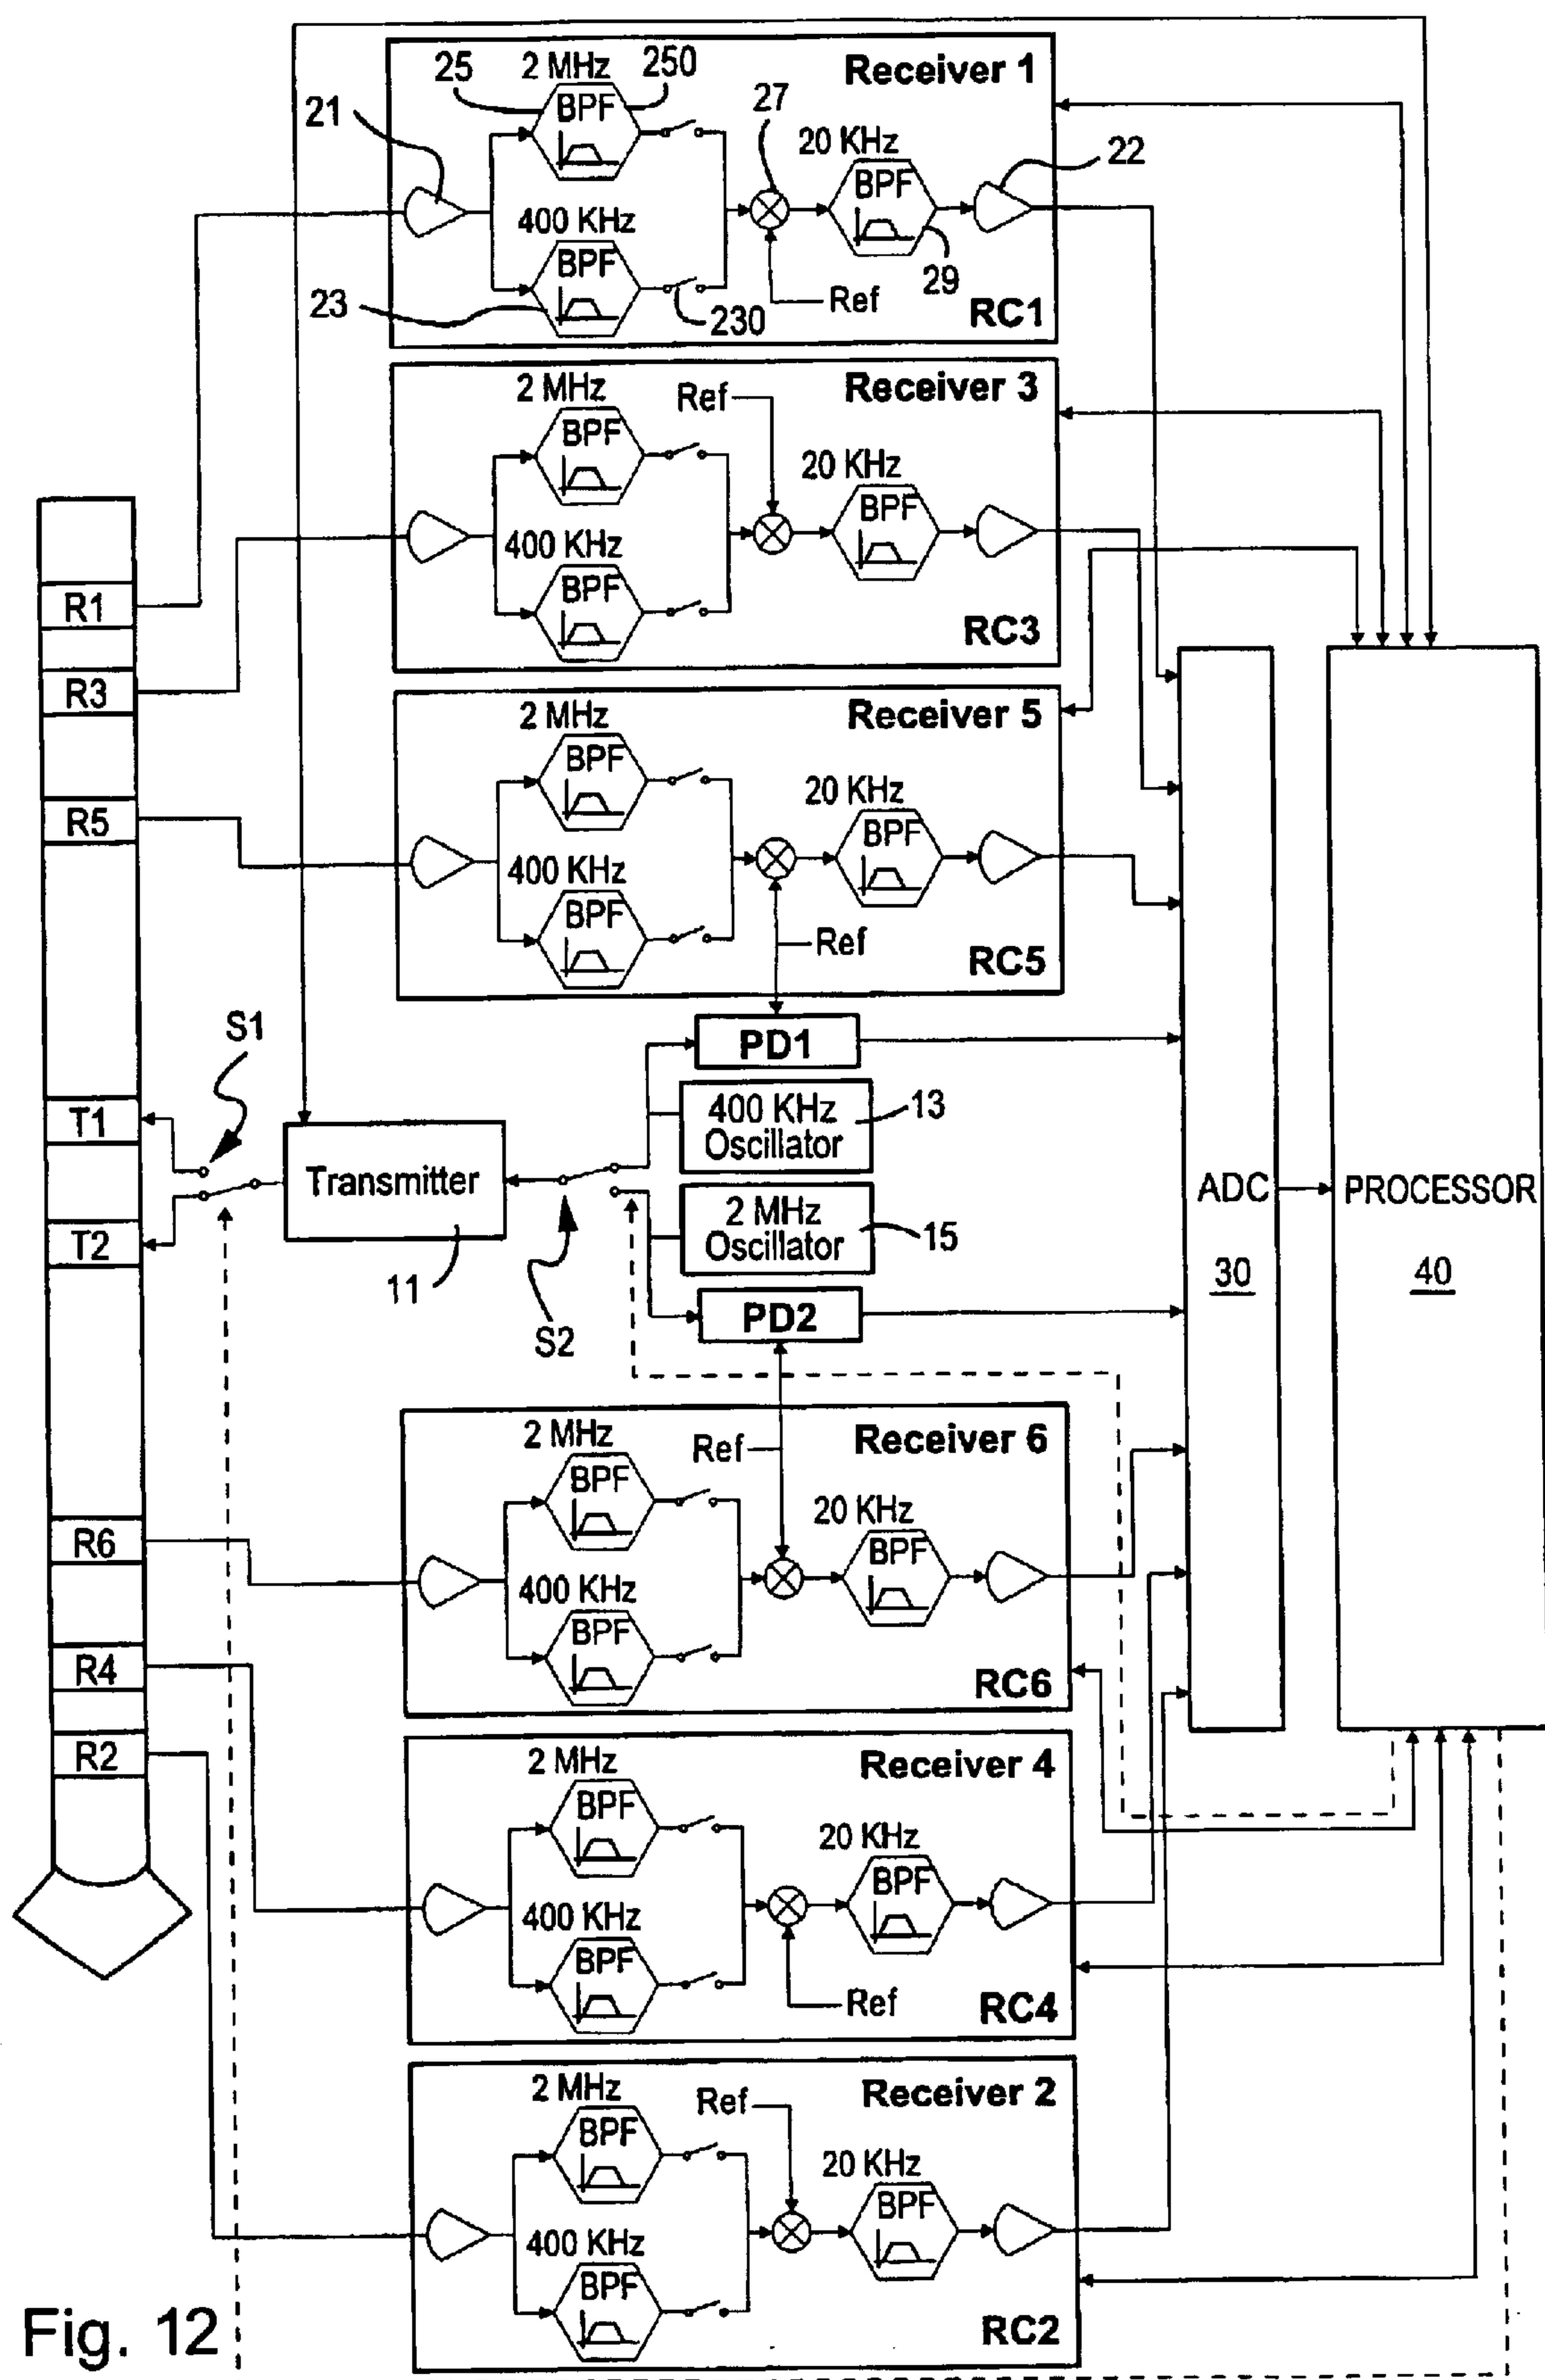 25
2 MHz
250
Receiver 1
21
BPF
27
20 KHz
22
BPF
400 KHz
BPF
23
230
Ref
29
RC1
2 MHz
Ref
Receiver 3
BPF
20 KHz
BPF
400 KHz
BPF
RC3
R1
R3
R5
2 MHz
Receiver 5
BPF
20 KHz
BPF
400 KHz
BPF
Ref
RC5
S1
PD1
T1
400 KHz
Oscillator
13
Transmitter
ADC
PROCESSOR
T2
2 MHz
Oscillator
15
30
40
11
S2
PD2
2 MHz
Ref
Receiver 6
BPF
20 KHz
BPF
R6
400 KHz
BPF
RC6
R4
R2
2 MHz
Receiver 4
BPF
20 KHz
BPF
400 KHz
BPF
Ref
RC4
2 MHz
Ref
Receiver 2
BPF
20 KHz
BPF
400 KHz
BPF
RC2
Fig. 12